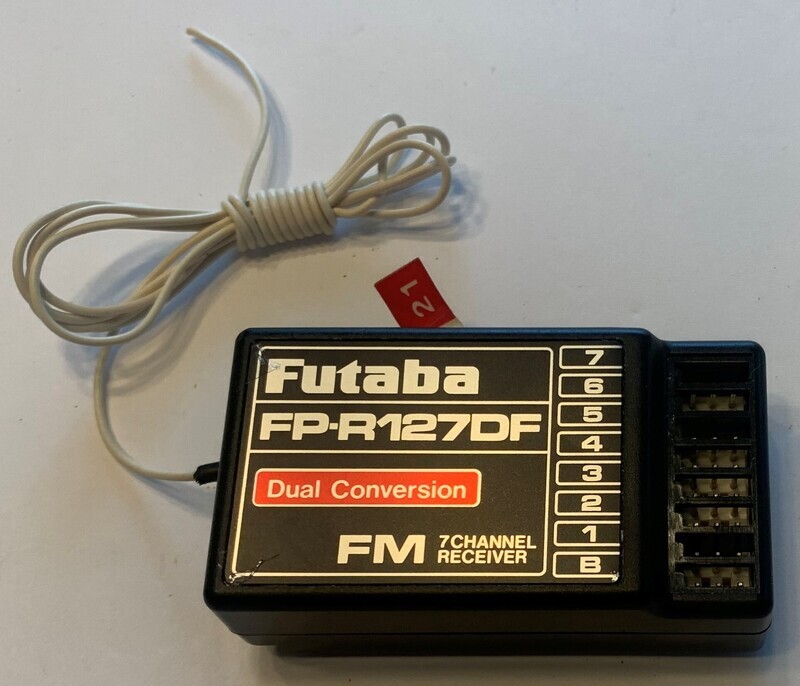 21
Futaba
FP-R127DF
Dual Conversion
FM 7CHANNEL
RECEIVER
7
6
5
4
3
2
1
B